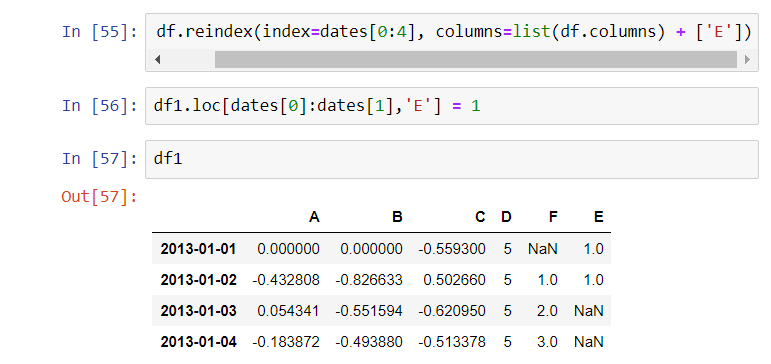 In [55]: df.reindex(index=dates[0:4], columns=list(df.columns) + ['E'])
In [56]: df1.loc[dates[0]:dates[1],'E'] = 1
In [57]: df1
Out[57]:
A B C D F E
2013-01-01 0.000000 0.000000 -0.559300 5 NaN 1.0
2013-01-02 -0.432808 -0.826633 0.502660 5 1.0 1.0
2013-01-03 0.054341 -0.551594 -0.620950 5 2.0 NaN
2013-01-04 -0.183872 -0.493880 -0.513378 5 3.0 NaN